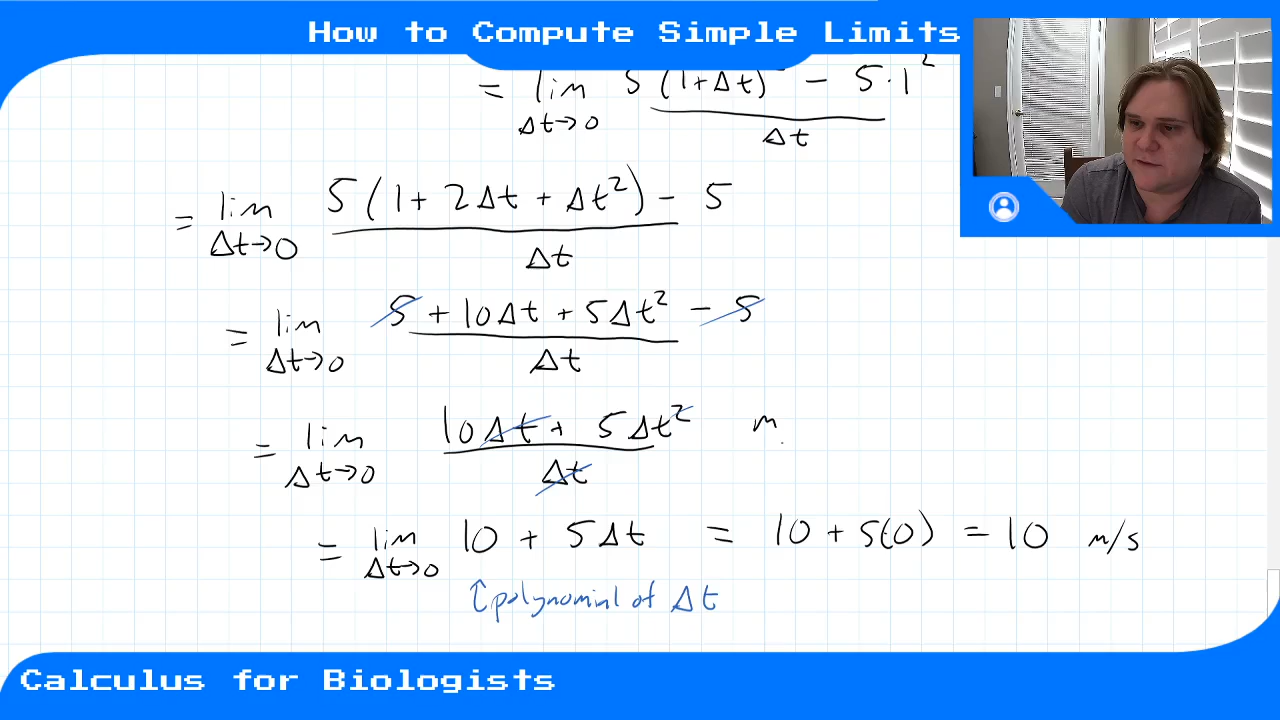 How to Compute Simple Limits
= lim 5(1+Δt) - 5·1²
Δt→0 Δt
= lim 5(1+2Δt+Δt²) - 5
Δt→0 Δt
= lim 5 + 10Δt + 5Δt² - 5
Δt→0 Δt
= lim 10Δt + 5Δt² m
Δt→0 Δt
= lim 10 + 5Δt = 10 + 5(0) = 10 m/s
Δt→0
↑polynominl of Δt
Calculus for Biologists